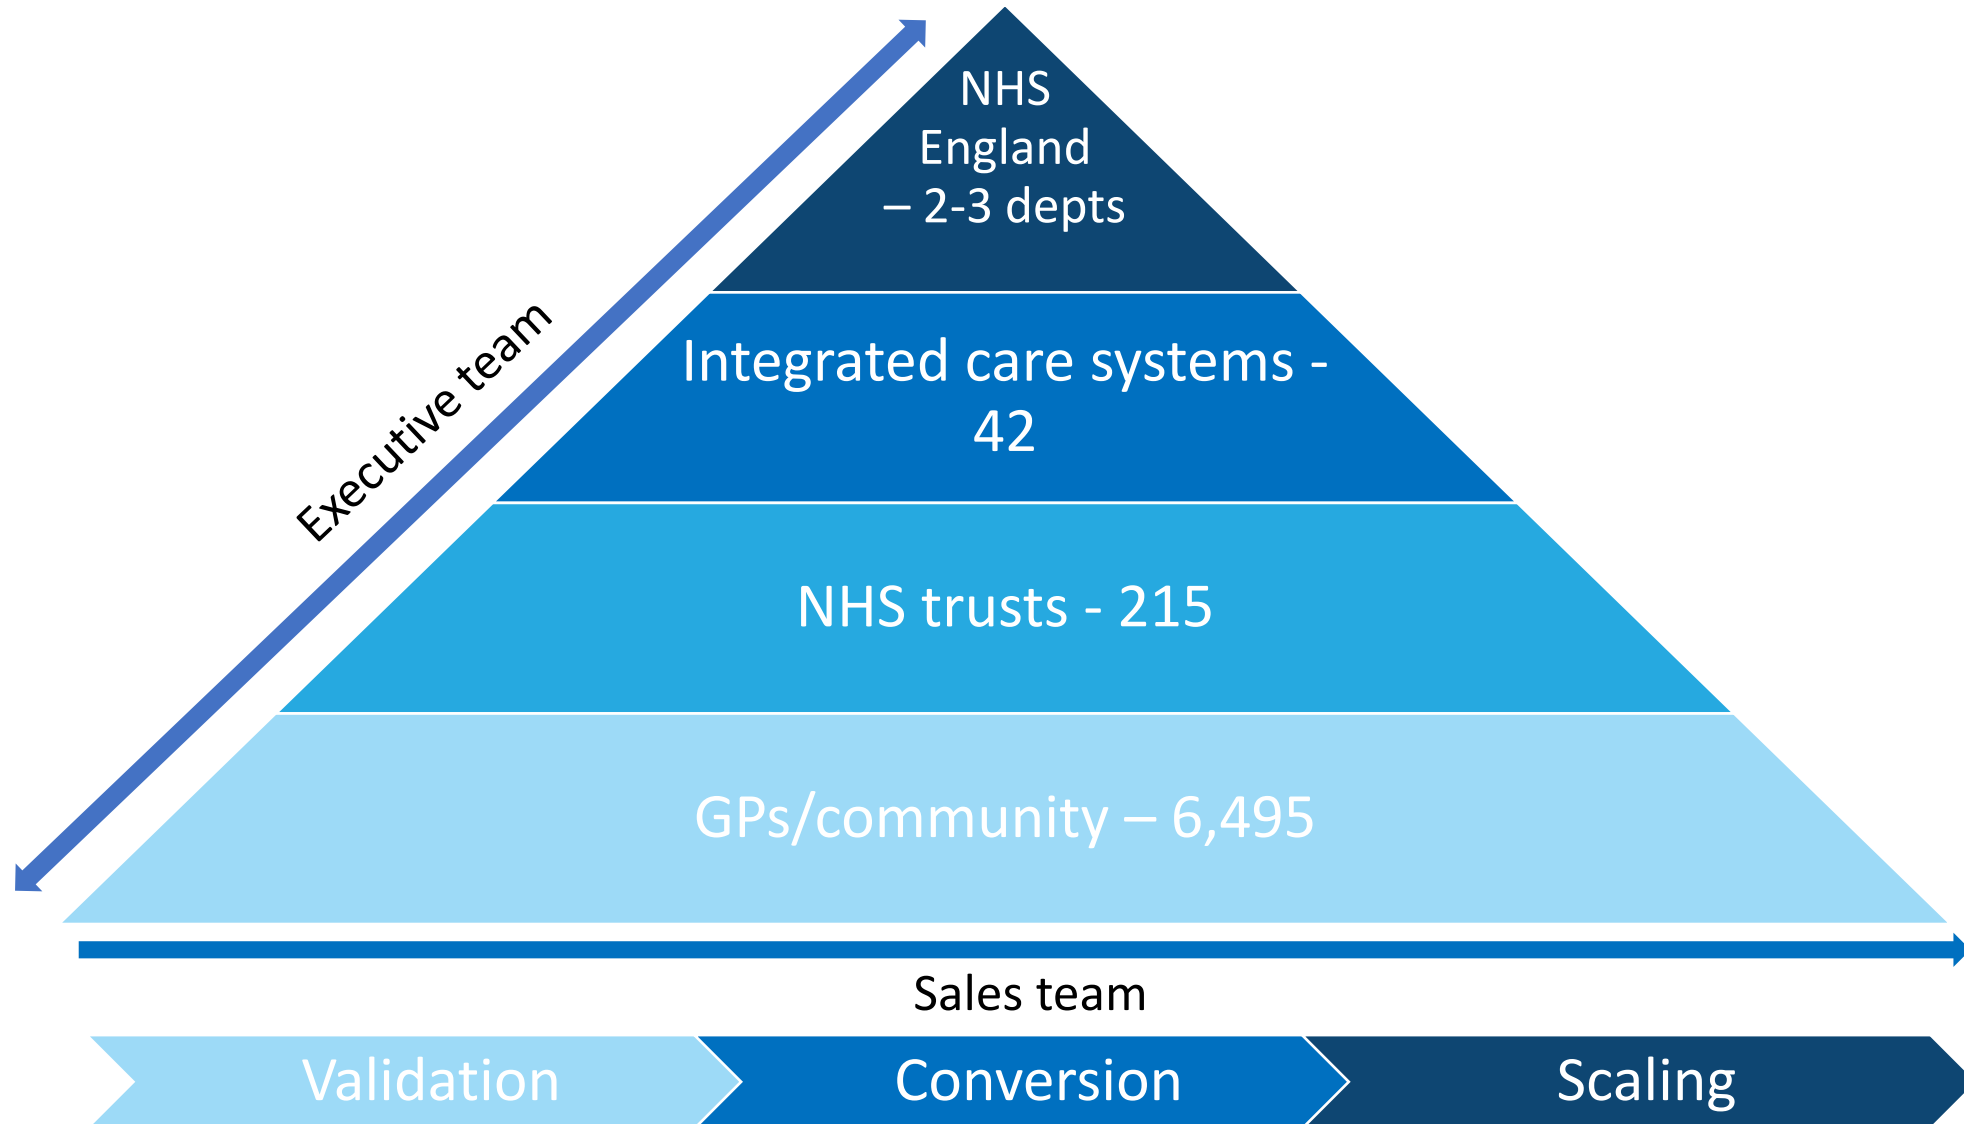 NHS
England
– 2-3 depts
Executive team
Integrated care systems -
42
NHS trusts - 215
GPs/community – 6,495
Sales team
Validation
Conversion
Scaling